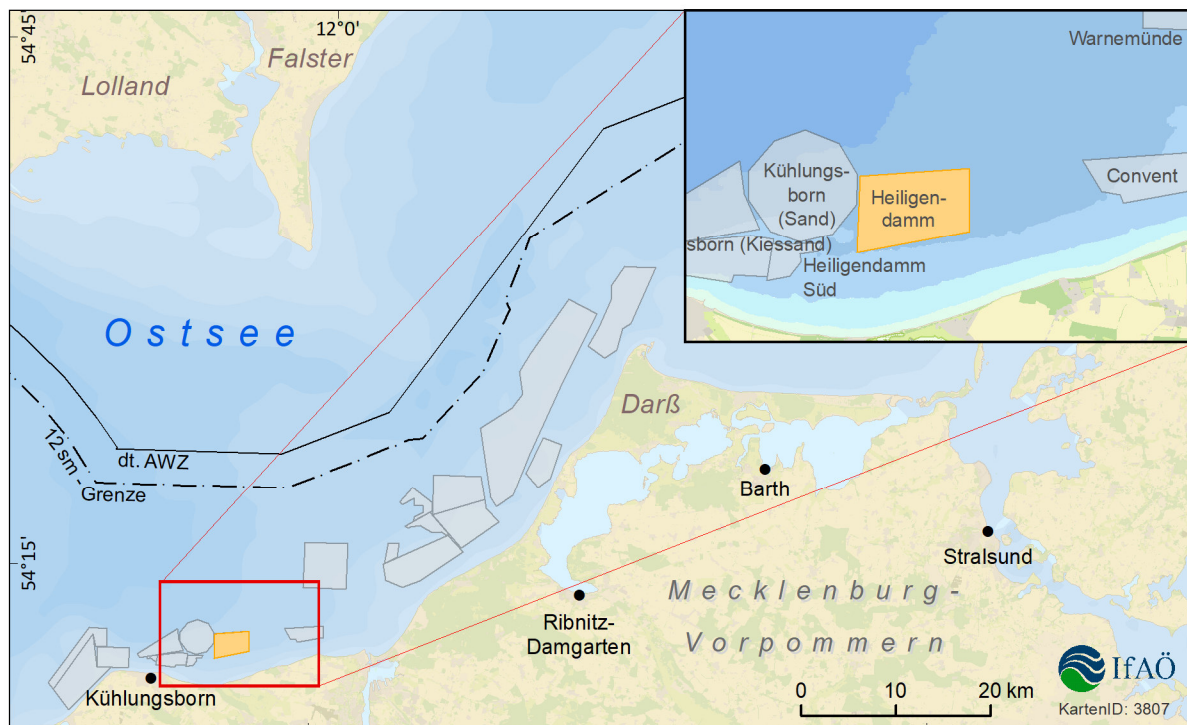 54°45'
12°0'
Lolland
Falster
Ostsee
12 sm-
Grenze
dt. AWZ
54°15'
Darß
Barth
Stralsund
Ribnitz-
Damgarten
Mecklenburg-
Vorpommern
Kühlungsborn
Warnemünde
Kühlungs-
born
(Sand)
Heiligen-
damm
Convent
sborn (Kiessand)
Heiligendamm
Süd
0 10 20 km
IfAÖ
KartenID: 3807